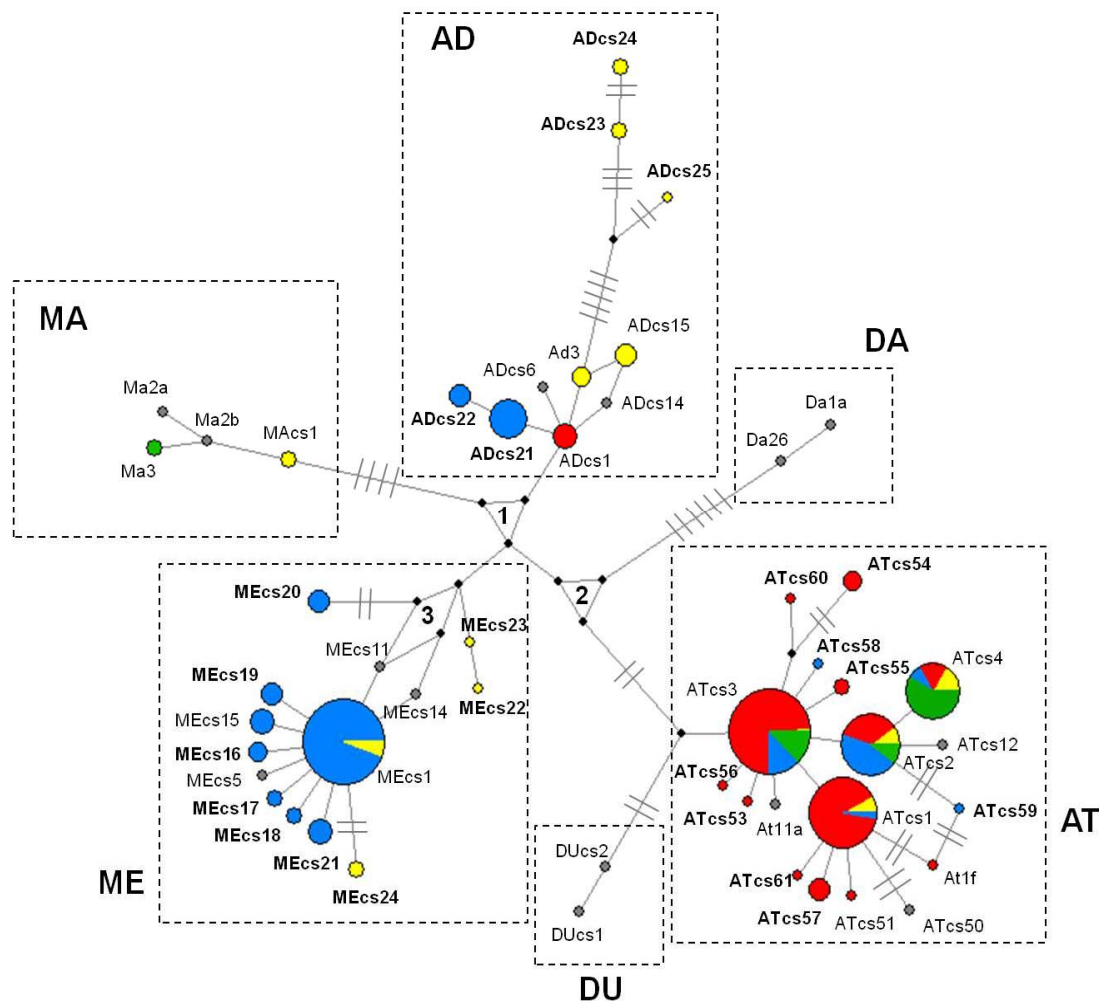 AD
ADcs24
ADcs23
ADcs25
ADcs15
Ad3
ADcs6
ADcs14
ADcs22
ADcs21
ADcs1
MA
Ma2a
Ma2b
MAcs1
Ma3
DA
Da1a
Da26
1
2
3
MEcs20
MEcs23
MEcs11
MEcs22
MEcs14
MEcs19
MEcs15
MEcs16
MEcs5
MEcs1
MEcs17
MEcs18
MEcs21
MEcs24
ME
ATcs60
ATcs54
ATcs58
ATcs55
ATcs4
ATcs3
ATcs12
ATcs2
ATcs56
ATcs59
ATcs53
At11a
ATcs1
AT
ATcs61
At1f
ATcs57
ATcs51
ATcs50
DUcs2
DUcs1
DU